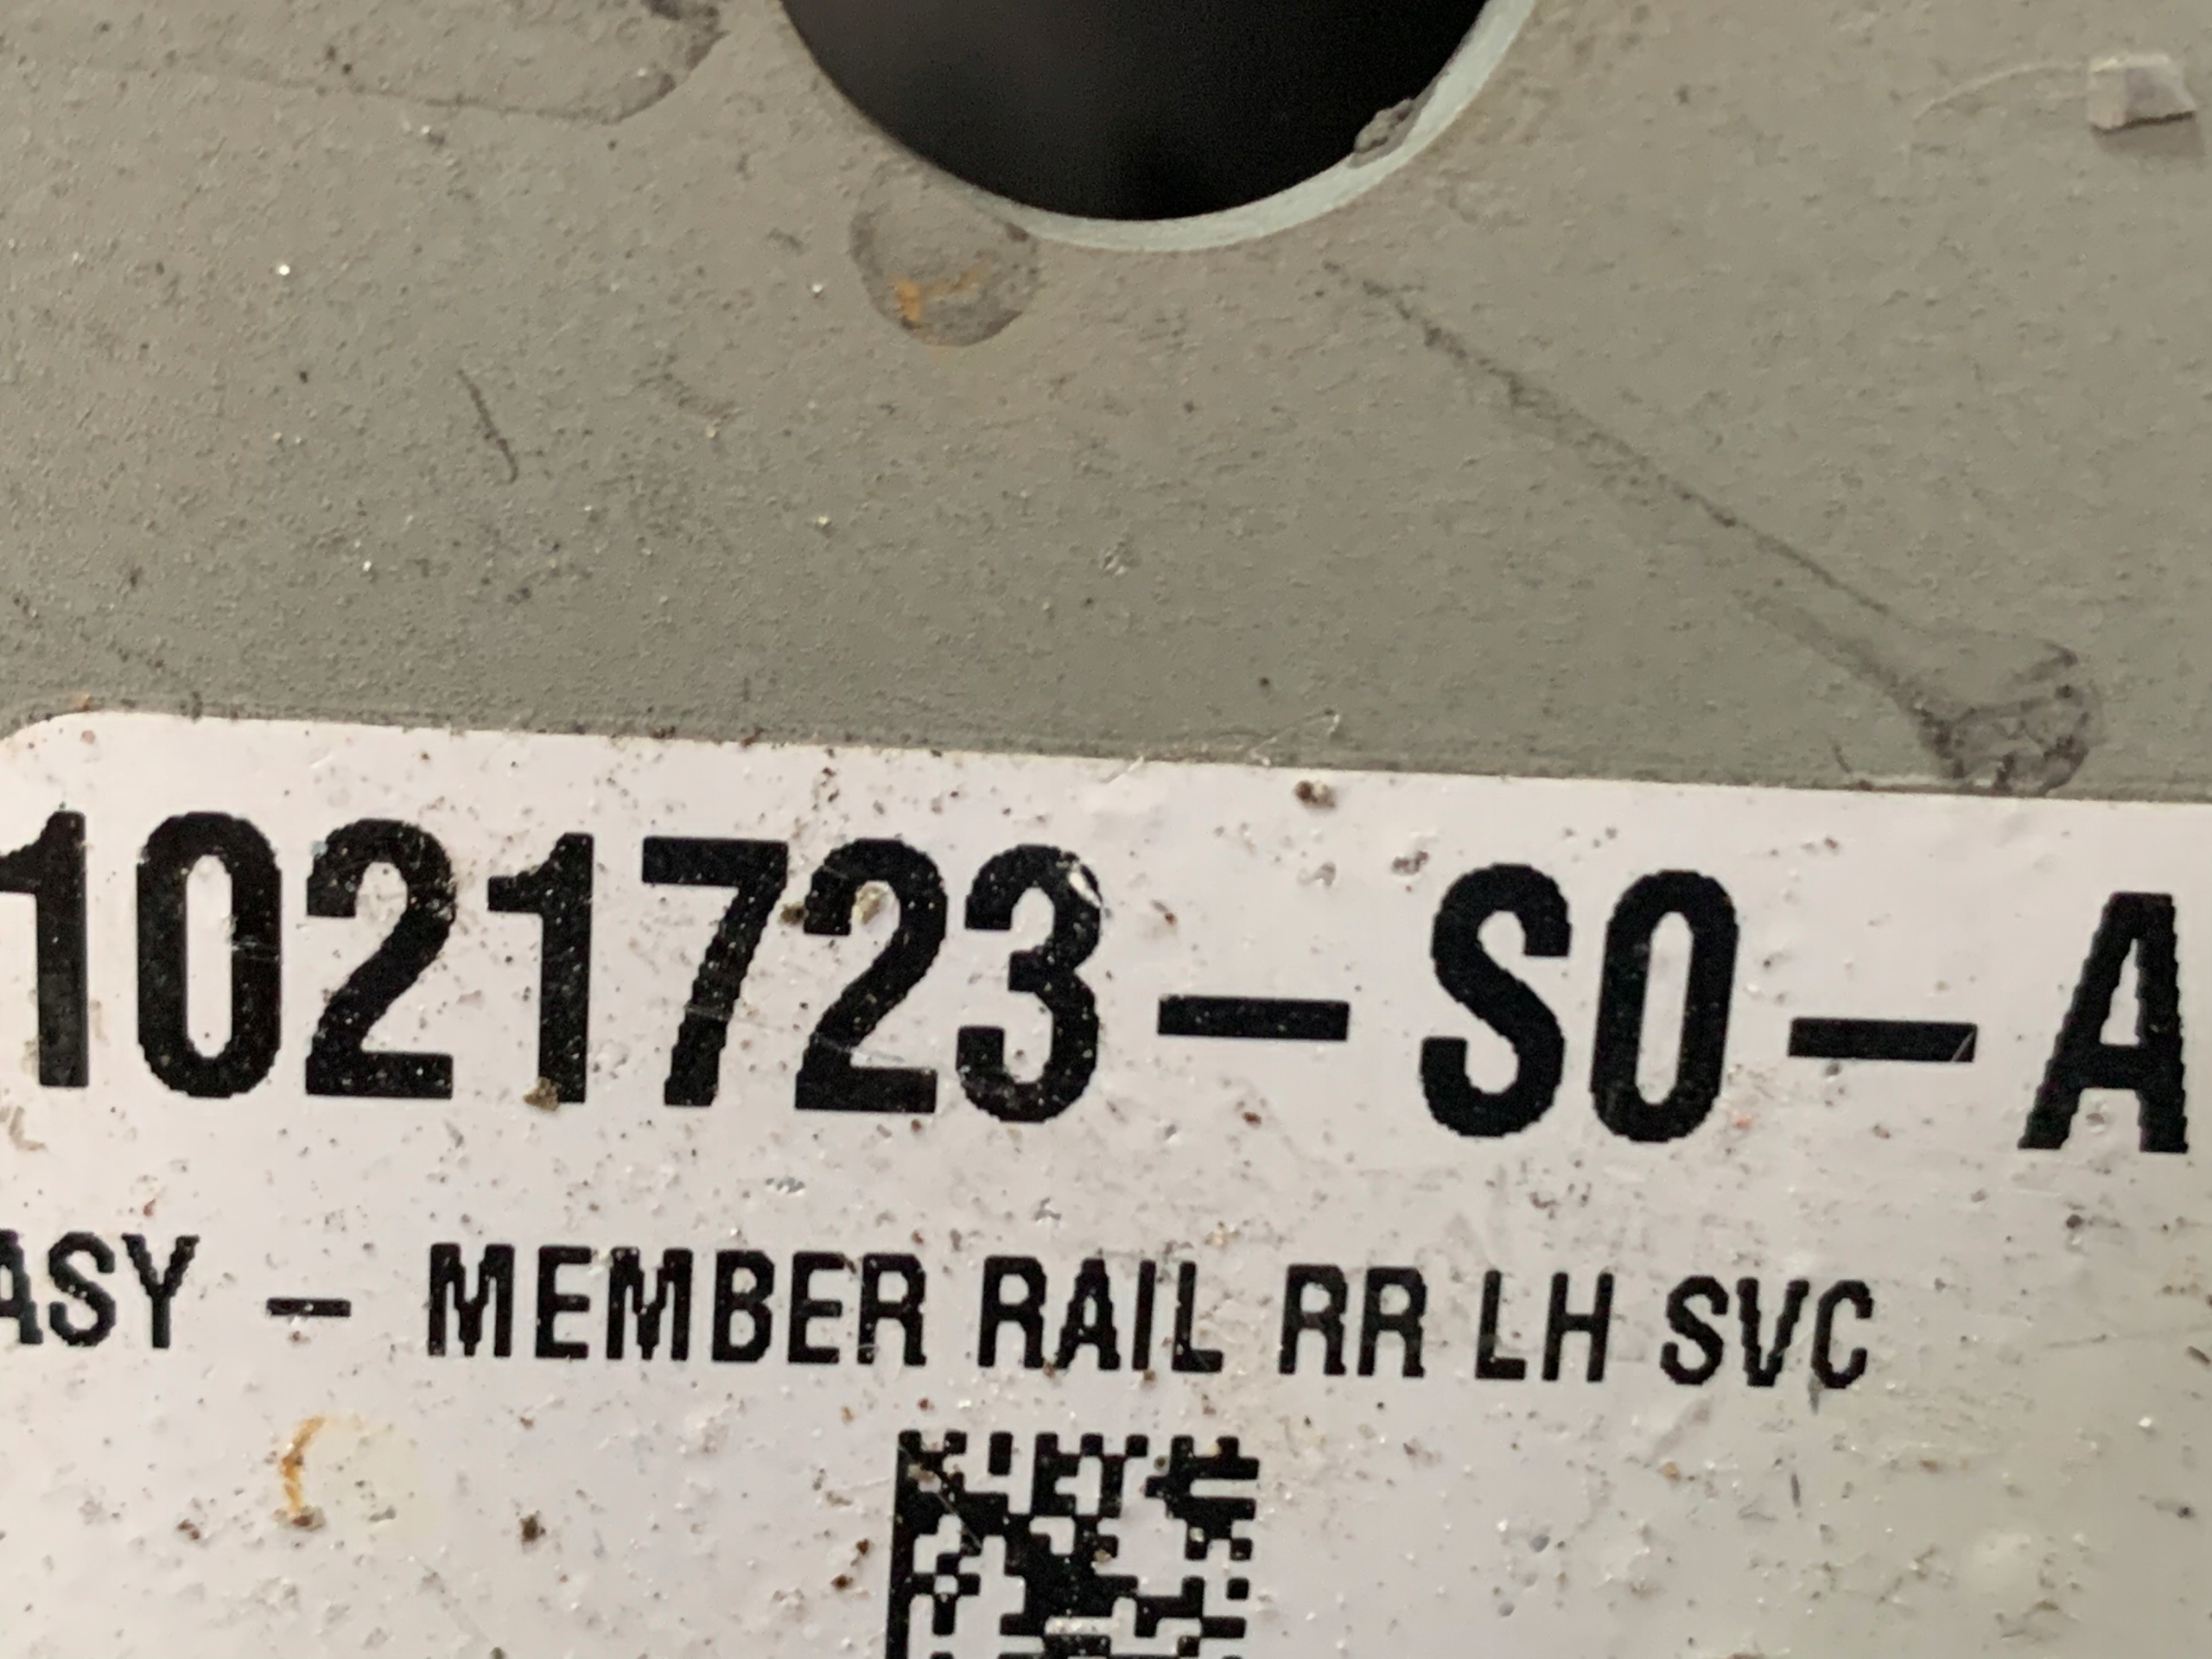 1021723-S0-A
ASY - MEMBER RAIL RR LH SVC